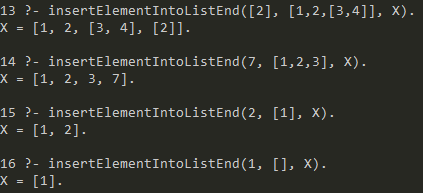 13 ?- insertElementIntoListEnd([2], [1,2,[3,4]], X).
X = [1, 2, [3, 4], [2]].
14 ?- insertElementIntoListEnd(7, [1,2,3], X).
X = [1, 2, 3, 7].
15 ?- insertElementIntoListEnd(2, [1], X).
X = [1, 2].
16 ?- insertElementIntoListEnd(1, [], X).
X = [1].